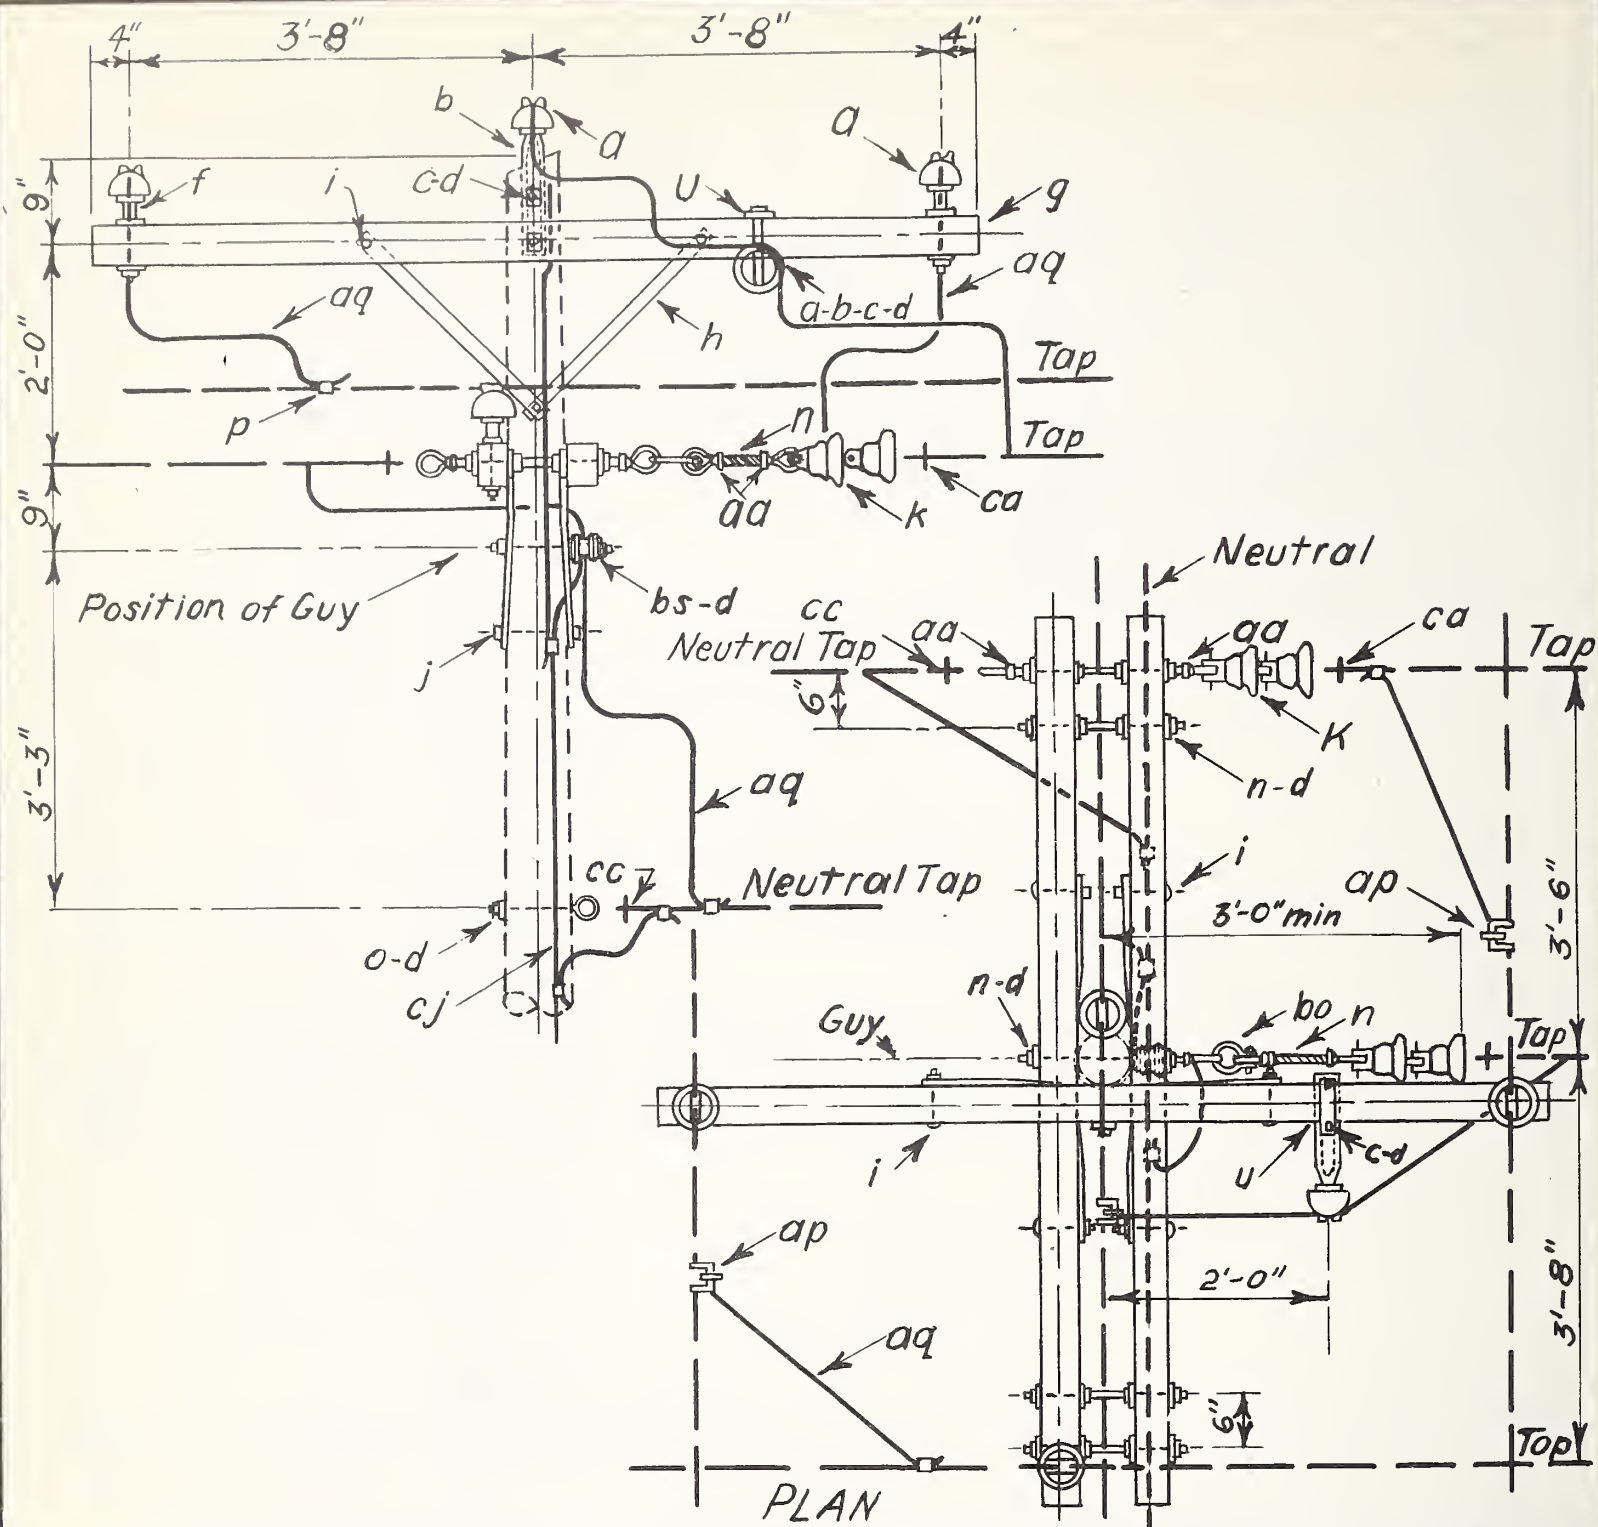 4" 3'-8" 3'-8" 4"
b
a
a
f
i
c-d
U
g
9"
aq
aq
a-b-c-d
h
2'-0"
Tap
p
n
Tap
aa
k
ca
9"
Position of Guy
bs-d
j
3'-3"
aq
cc
Neutral Tap
o-d
cj
Neutral
cc
Neutral Tap
aa
aa
ca
Tap
6"
K
n-d
i
ap
3'-0" min
3'-6"
n-d
Guy
bo
n
Tap
i
u
c-d
ap
2'-0"
3'-8"
aq
6"
Top
PLAN